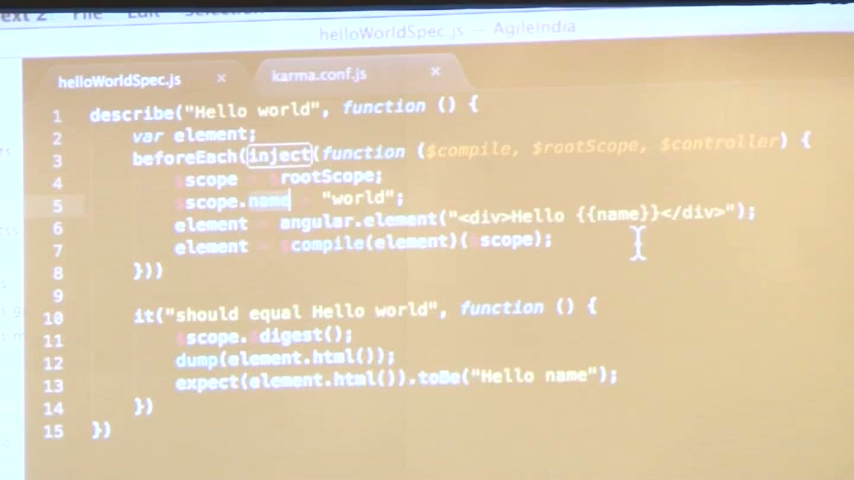 File Edit Selection
helloWorldSpec.js — AgileIndia
helloWorldSpec.js x karma.conf.js x
1 describe("Hello world", function () {
2 var element;
3 beforeEach(inject(function ($compile, $rootScope, $controller) {
4 $scope = $rootScope;
5 $scope.name = "world";
6 element = angular.element("<div>Hello {{name}}</div>");
7 element = $compile(element)($scope);
8 }))
9
10 it("should equal Hello world", function () {
11 $scope.$digest();
12 dump(element.html());
13 expect(element.html()).toBe("Hello name");
14 })
15 })